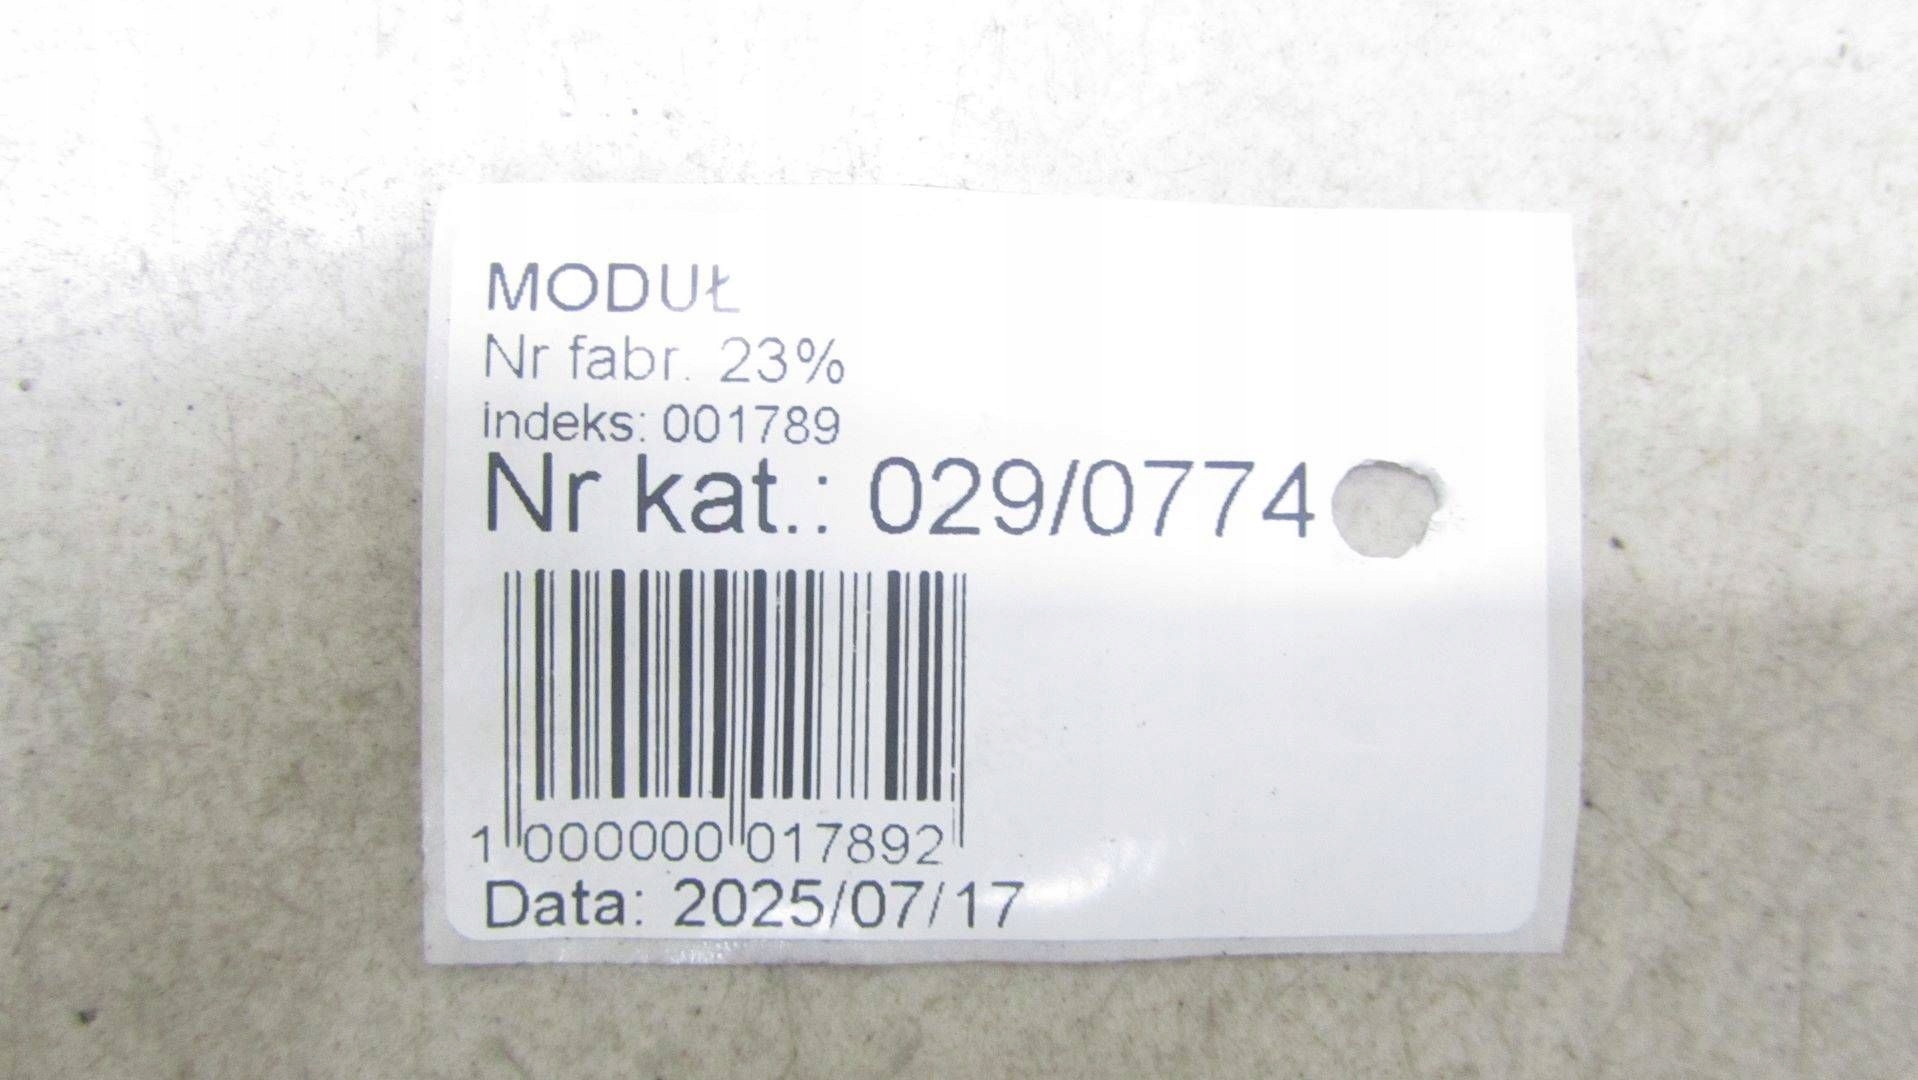 MODUŁ
Nr fabr. 23%
indeks: 001789
Nr kat.: 029/0774
1 000000 017892
Data: 2025/07/17